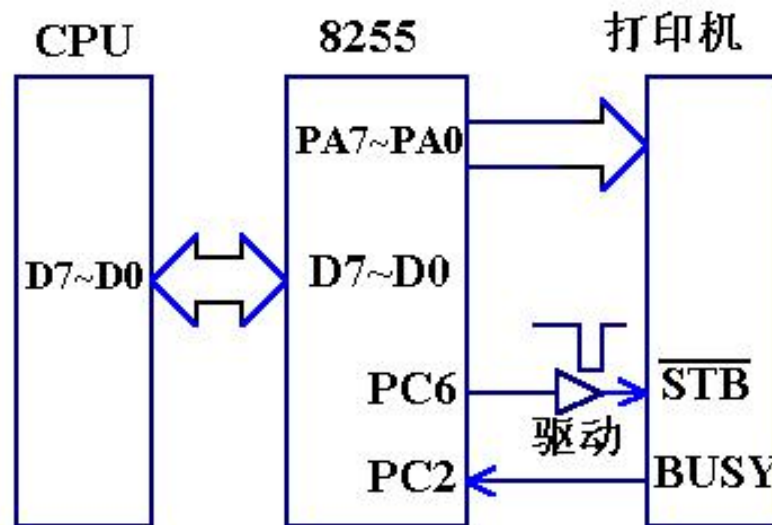 CPU
8255
打印机
PA7~PA0
D7~D0
D7~D0
PC6
STB
驱动
PC2
BUSY